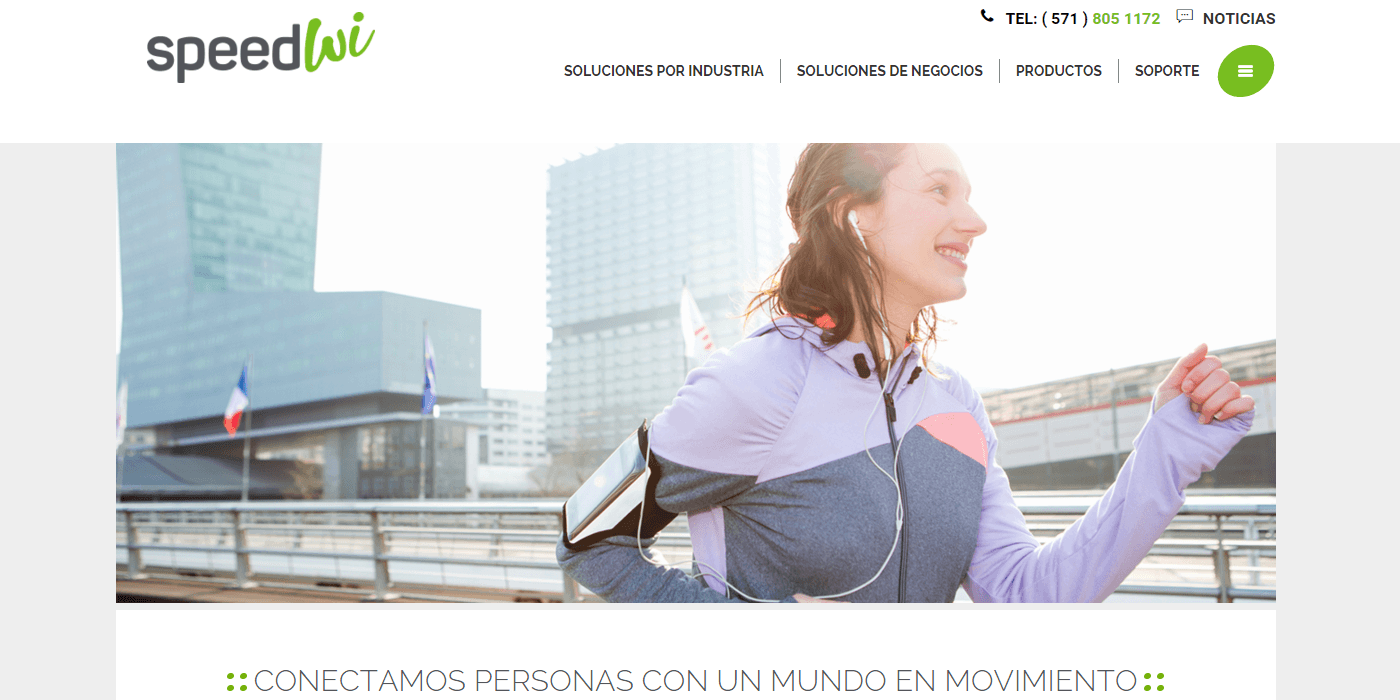 speedwi
TEL: ( 571 ) 805 1172 NOTICIAS
SOLUCIONES POR INDUSTRIA SOLUCIONES DE NEGOCIOS PRODUCTOS SOPORTE
CONECTAMOS PERSONAS CON UN MUNDO EN MOVIMIENTO